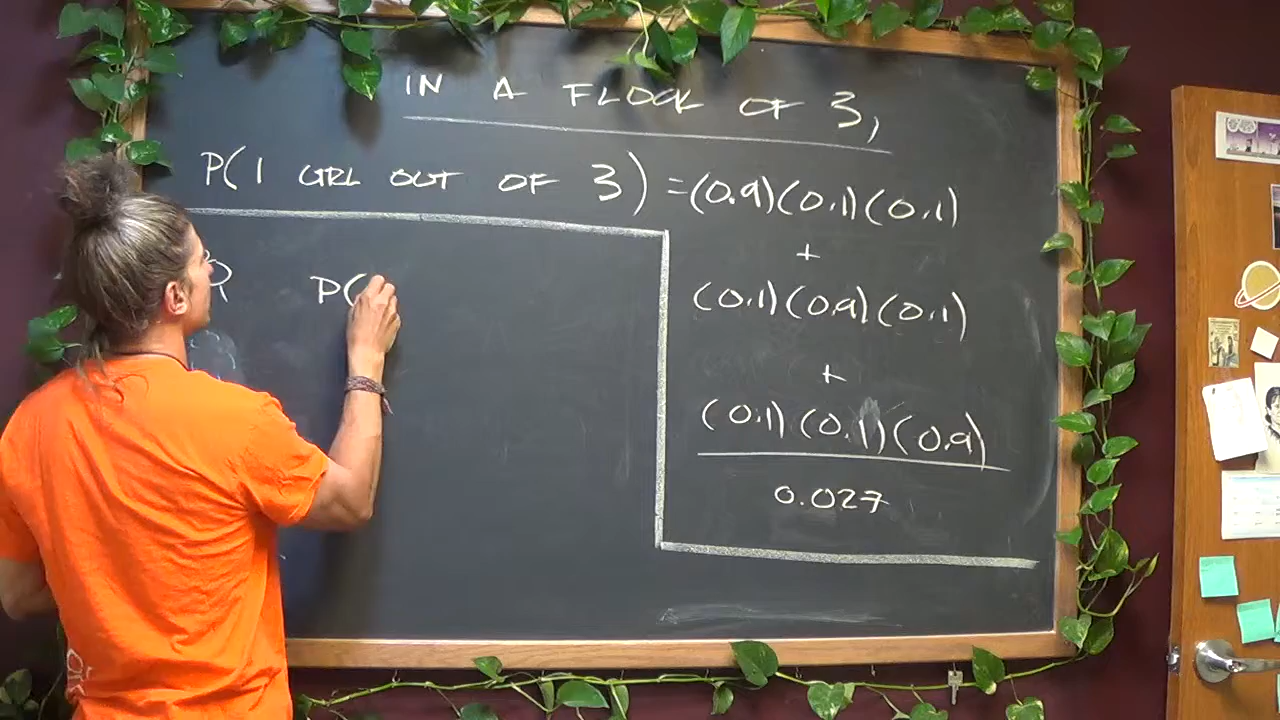 IN A FLOCK OF 3,
P(1 GIRL OUT OF 3) = (0.9)(0.1)(0.1)
+
(0.1)(0.9)(0.1)
+
(0.1)(0.1)(0.9)
0.027
P(